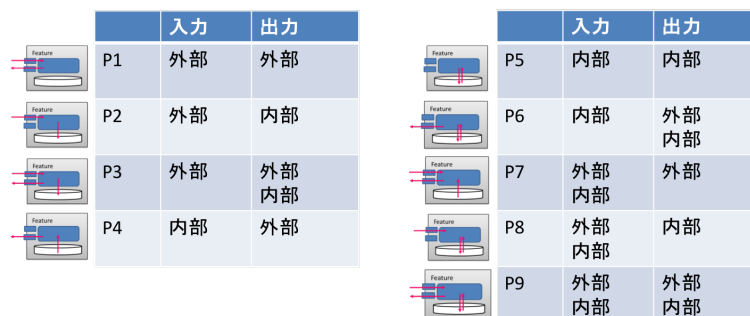 入力 出力
Feature P1 外部 外部
Feature P2 外部 内部
Feature P3 外部 外部
内部
Feature P4 内部 外部
入力 出力
Feature P5 内部 内部
Feature P6 内部 外部
内部
Feature P7 外部 外部
内部
Feature P8 外部 内部
内部
Feature P9 外部 外部
内部 内部